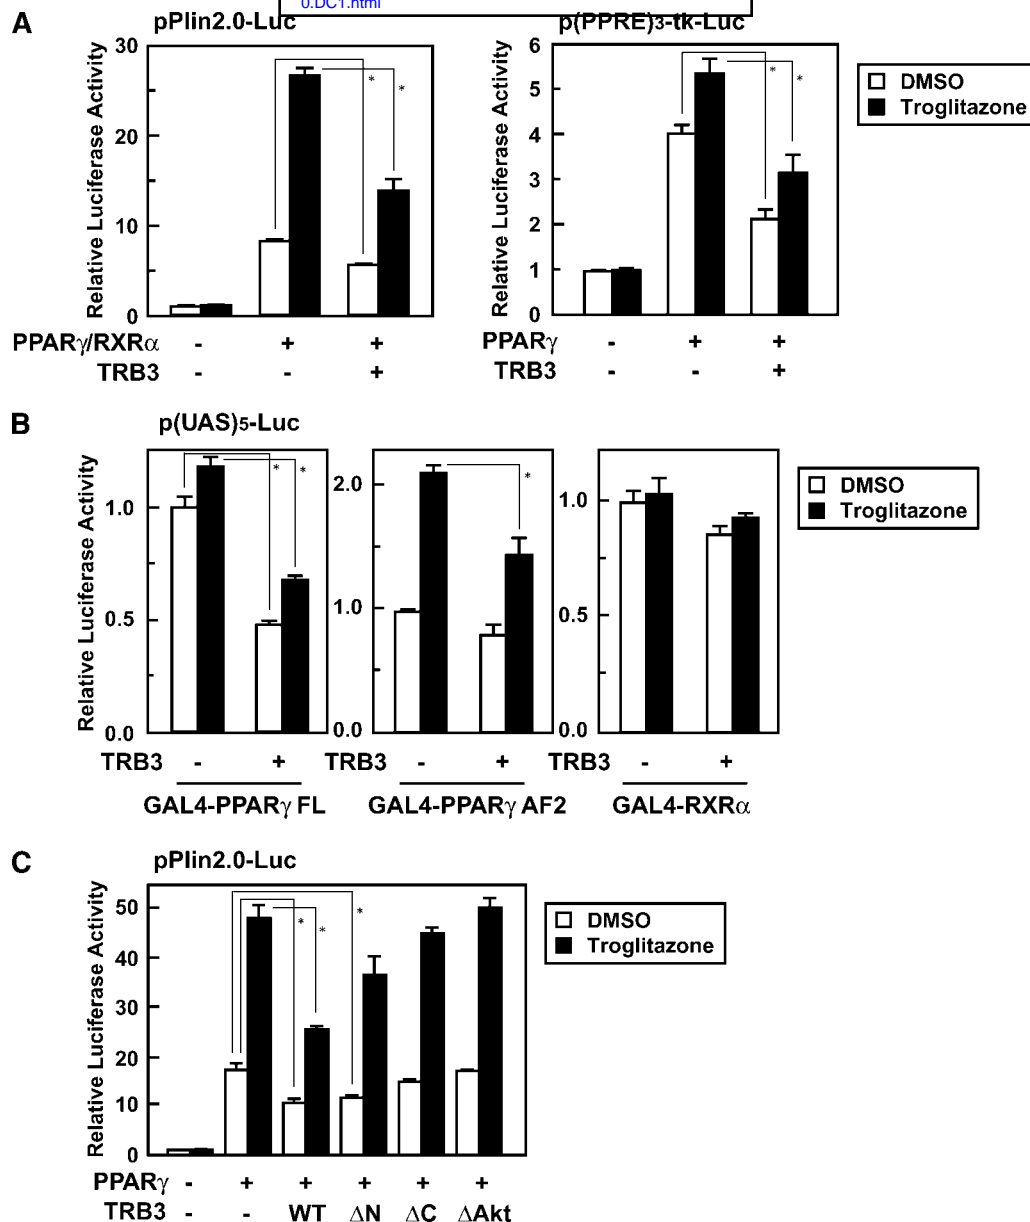 0.DC1.html
A
pPlin2.0-Luc
p(PPRE)3-tk-Luc
Relative Luciferase Activity
30
20
10
0
*
*
PPARγ/RXRα - + +
TRB3 - - +
Relative Luciferase Activity
6
5
4
3
2
1
0
*
*
PPARγ - + +
TRB3 - - +
DMSO
Troglitazone
B
p(UAS)5-Luc
Relative Luciferase Activity
1.0
0.5
0.0
*
*
TRB3 - +
GAL4-PPARγ FL
2.0
1.0
0.0
*
TRB3 - +
GAL4-PPARγ AF2
1.0
0.5
0.0
TRB3 - +
GAL4-RXRα
DMSO
Troglitazone
C
pPlin2.0-Luc
Relative Luciferase Activity
50
40
30
20
10
0
*
*
*
PPARγ - + + + + +
TRB3 - - WT ΔN ΔC ΔAkt
DMSO
Troglitazone